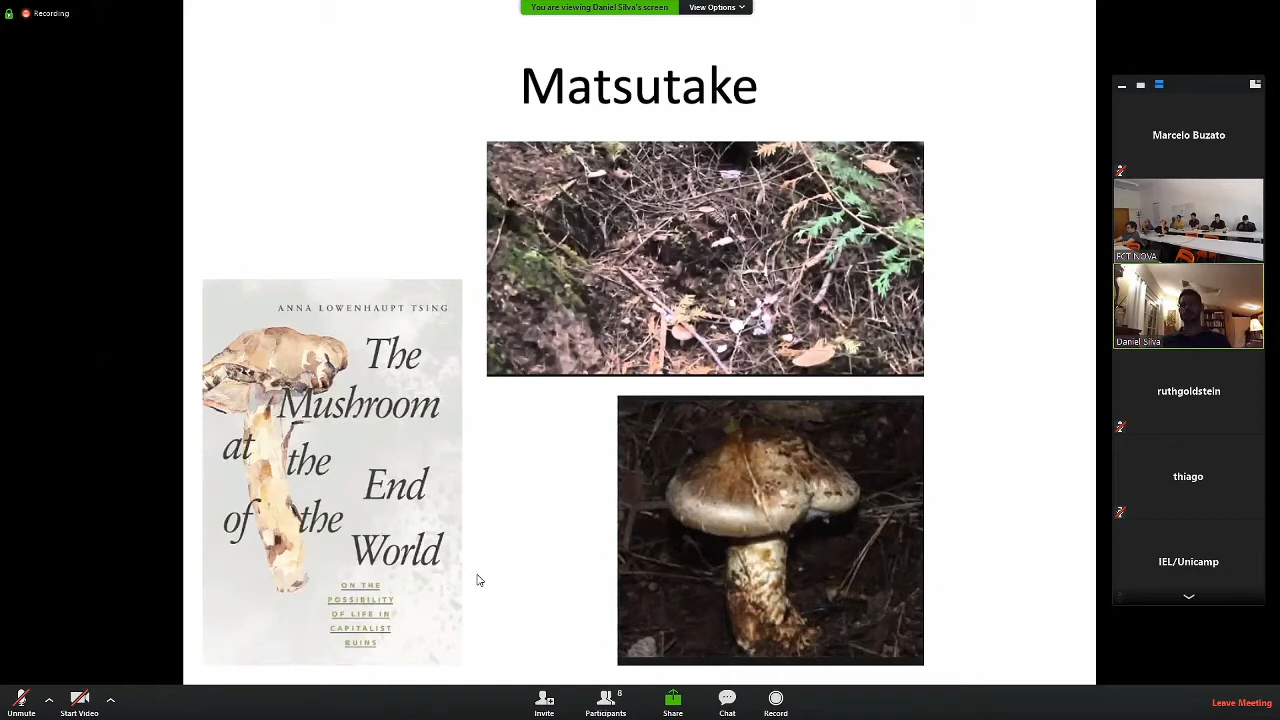 Recording
You are viewing Daniel Silva's screen
View Options
Matsutake
ANNA LOWENHAUPT TSING
The
Mushroom
at the
End
of the
World
ON THE
POSSIBILITY
OF LIFE IN
CAPITALIST
RUINS
Marcelo Buzato
FCT NOVA
Daniel Silva
ruthgoldstein
thiago
IEL/Unicamp
Unmute
Start Video
Invite
Participants
8
Share
Chat
Record
Leave Meeting